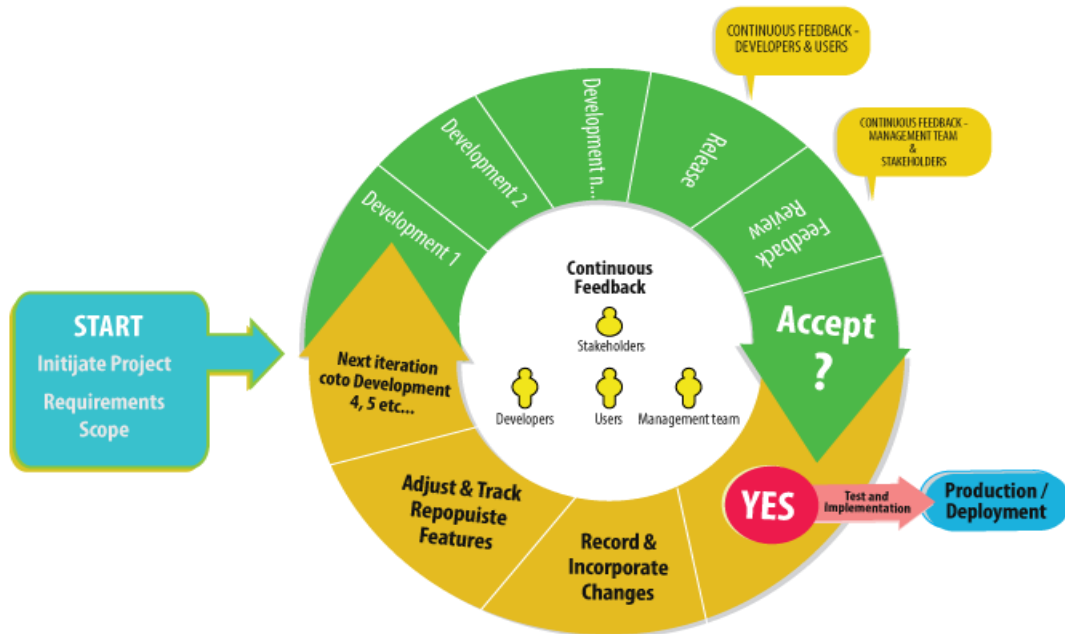 START
Initijate Project
Requirements
Scope
Development 1
Development 2
Development n...
Release
Feedback
Review
CONTINUOUS FEEDBACK –
DEVELOPERS & USERS
CONTINUOUS FEEDBACK –
MANAGEMENT TEAM
&
STAKEHOLDERS
Accept
?
YES
Test and
Implementation
Production /
Deployment
Record &
Incorporate
Changes
Adjust & Track
Repopuiste
Features
Next iteration
coto Development
4, 5 etc...
Continuous
Feedback
Stakeholders
Developers
Users
Management team